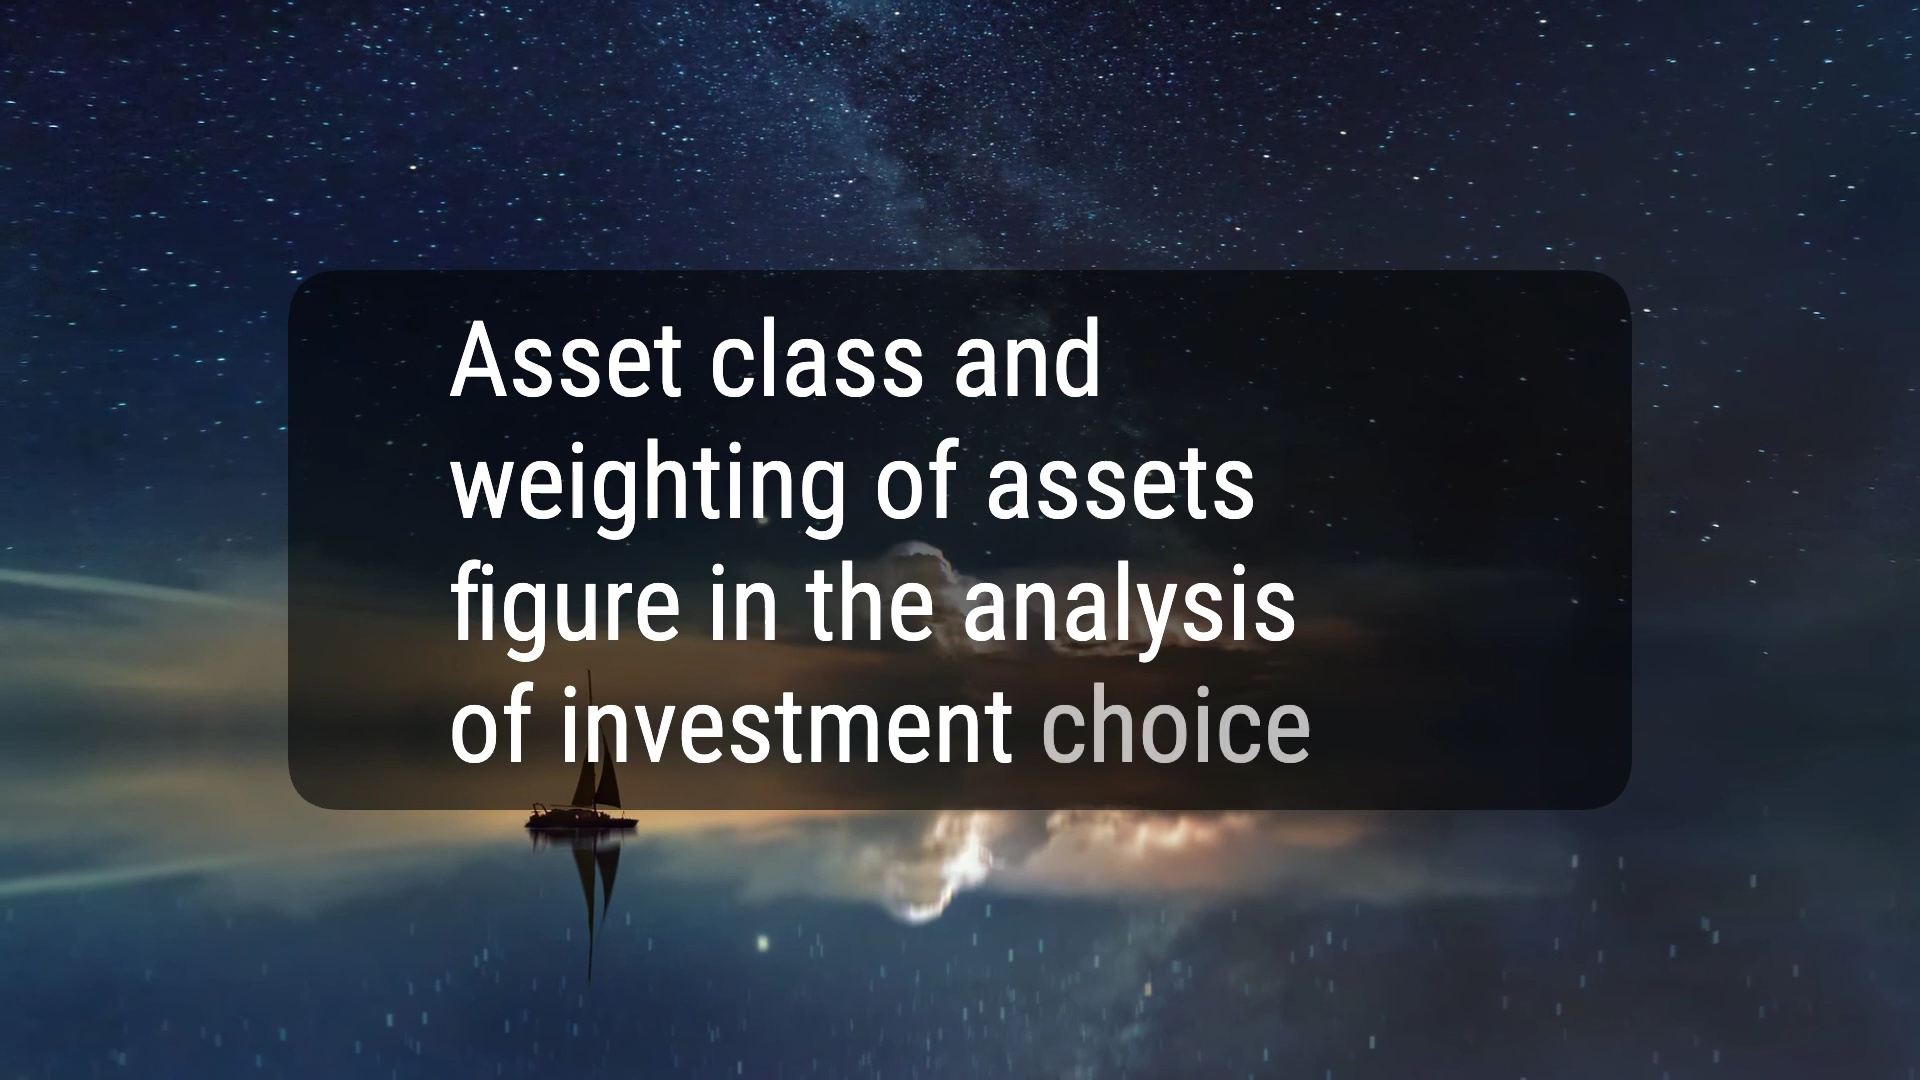 Asset class and
weighting of assets
figure in the analysis
of investment choice